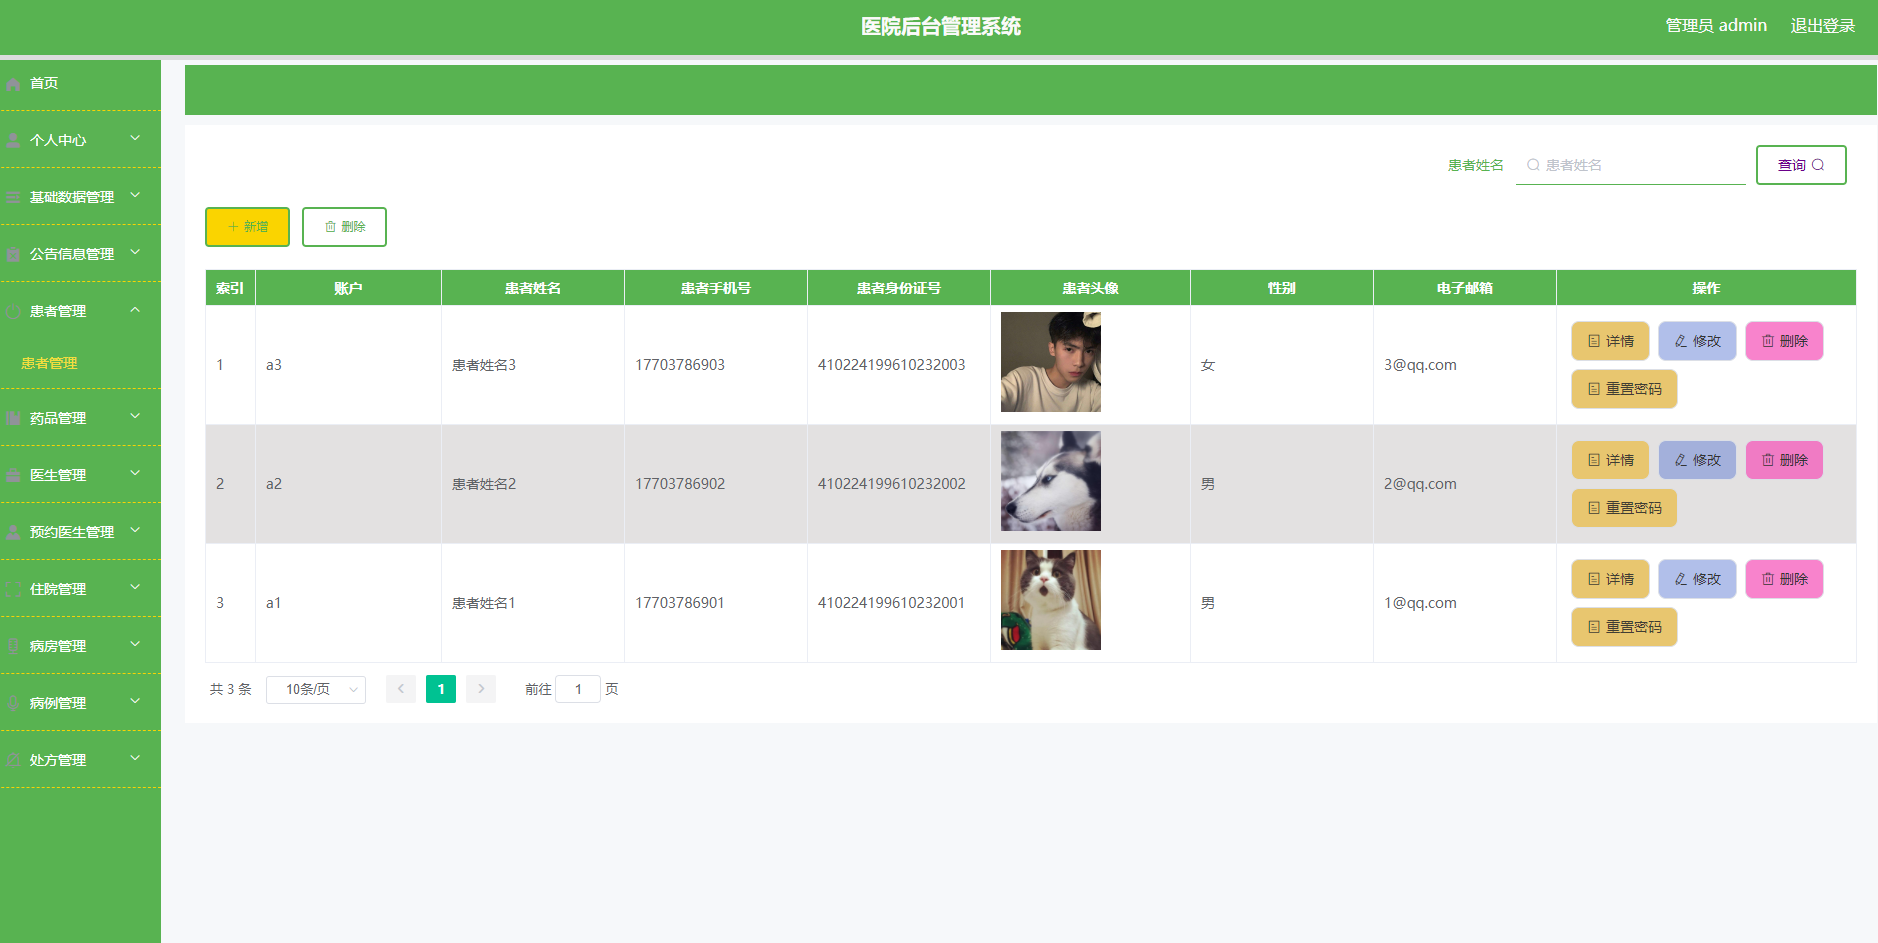 医院后台管理系统
管理员 admin 退出登录
首页
个人中心
基础数据管理
公告信息管理
患者管理
患者管理
药品管理
医生管理
预约医生管理
住院管理
病房管理
病例管理
处方管理
患者姓名 患者姓名 查询
新增 删除
索引 账户 患者姓名 患者手机号 患者身份证号 患者头像 性别 电子邮箱 操作
1 a3 患者姓名3 17703786903 410224199610232003 女 3@qq.com 详情 修改 删除
重置密码
2 a2 患者姓名2 17703786902 410224199610232002 男 2@qq.com 详情 修改 删除
重置密码
3 a1 患者姓名1 17703786901 410224199610232001 男 1@qq.com 详情 修改 删除
重置密码
共 3 条 10条/页 1 前往 1 页